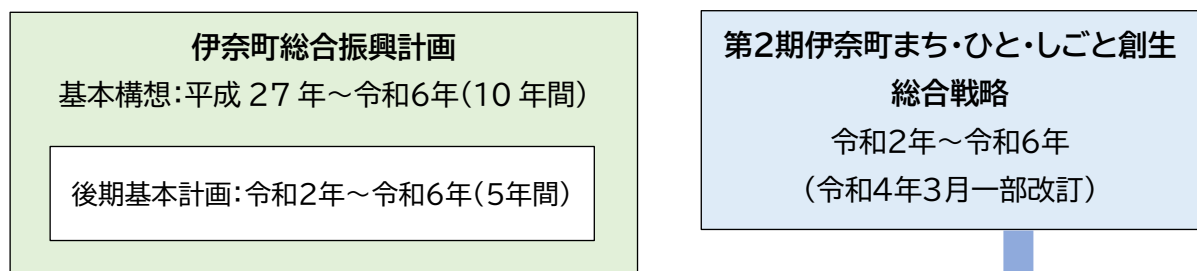 伊奈町総合振興計画
基本構想：平成 27 年～令和６年（10 年間）
後期基本計画：令和２年～令和６年（５年間）
第２期伊奈町まち・ひと・しごと創生
総合戦略
令和２年～令和６年
（令和４年３月一部改訂）